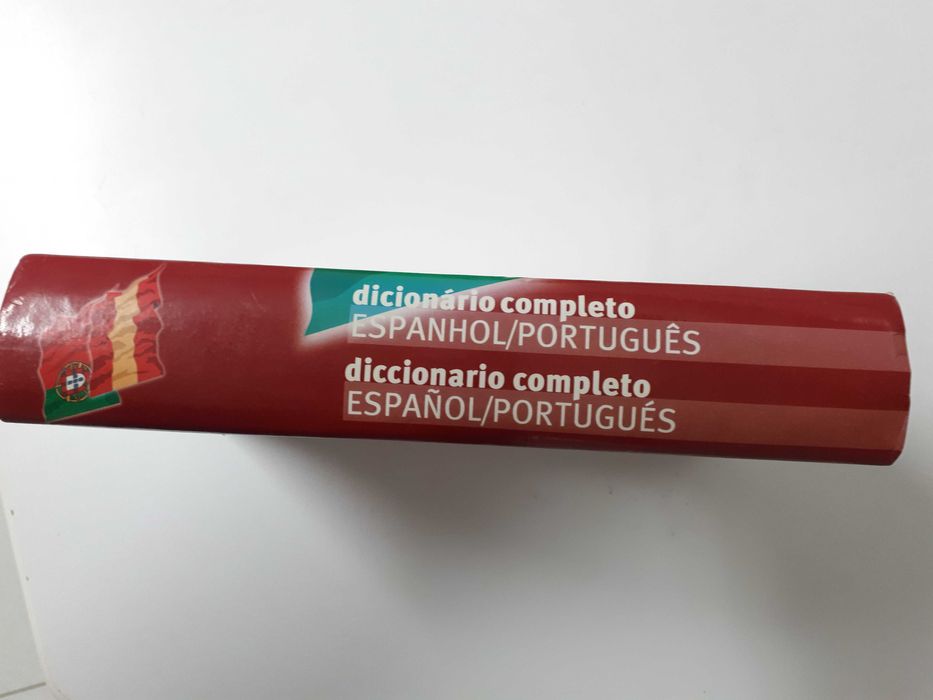 dicionário completo
ESPANHOL/PORTUGUÊS
diccionario completo
ESPAÑOL/PORTUGUÉS